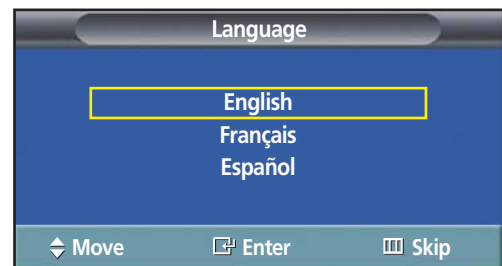 Language
English
Français
Español
Move Enter Skip